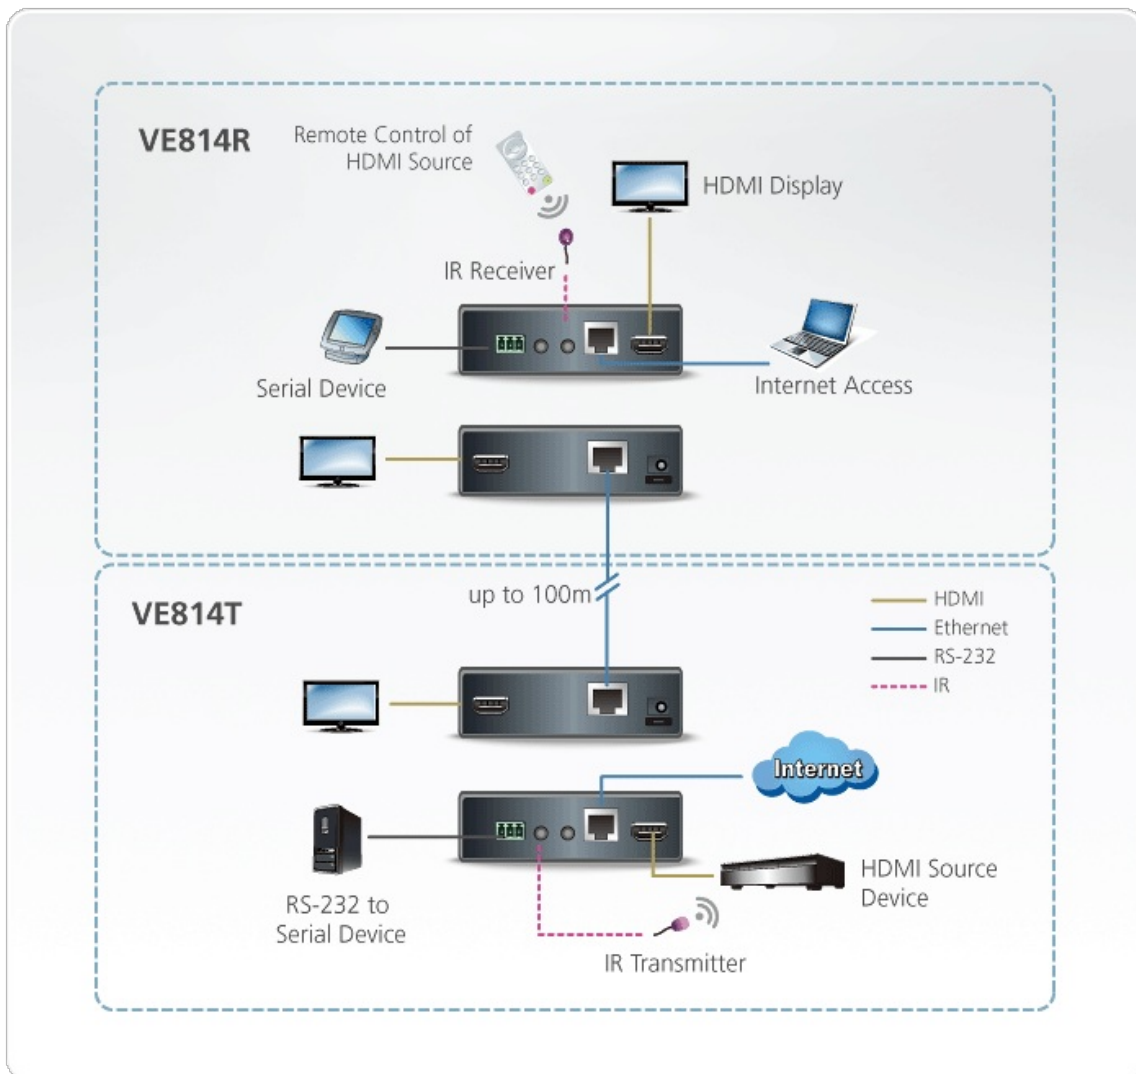 VE814R
Remote Control of
HDMI Source
HDMI Display
IR Receiver
Serial Device
Internet Access
up to 100m
VE814T
HDMI
Ethernet
RS-232
IR
Internet
RS-232 to
Serial Device
HDMI Source
Device
IR Transmitter